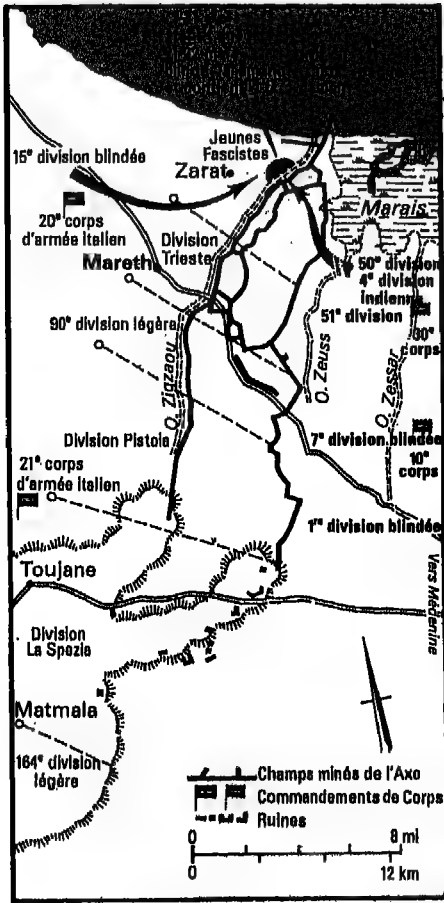 Jeunes
Fascistes
15e division blindée
Zarat
Marais
20e corps
d'armée italien
Division
Trieste
Mareth
50e division
4e division
indienne
51e division
30e
corps
90e division légère
O. Zigzaou
O. Zeuss
O. Zessar
Division Pistoia
7e division blindée
10e
corps
21e corps
d'armée italien
1re division blindée
Toujane
Vers Médenine
Division
La Spezia
Matmala
164e division
légère
Champs minés de l'Axe
Commandements de Corps
Ruines
0 8 ml
0 12 km